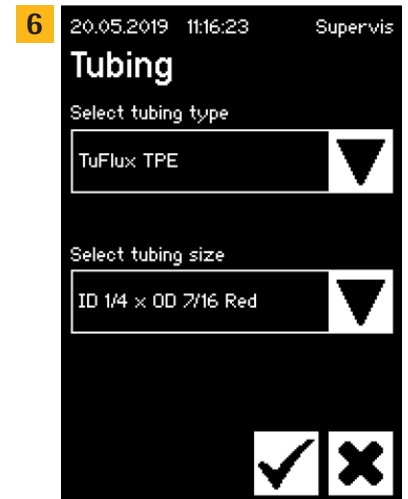 6
20.05.2019 11:16:23 Supervis
Tubing
Select tubing type
TuFlux TPE
Select tubing size
ID 1/4 x OD 7/16 Red